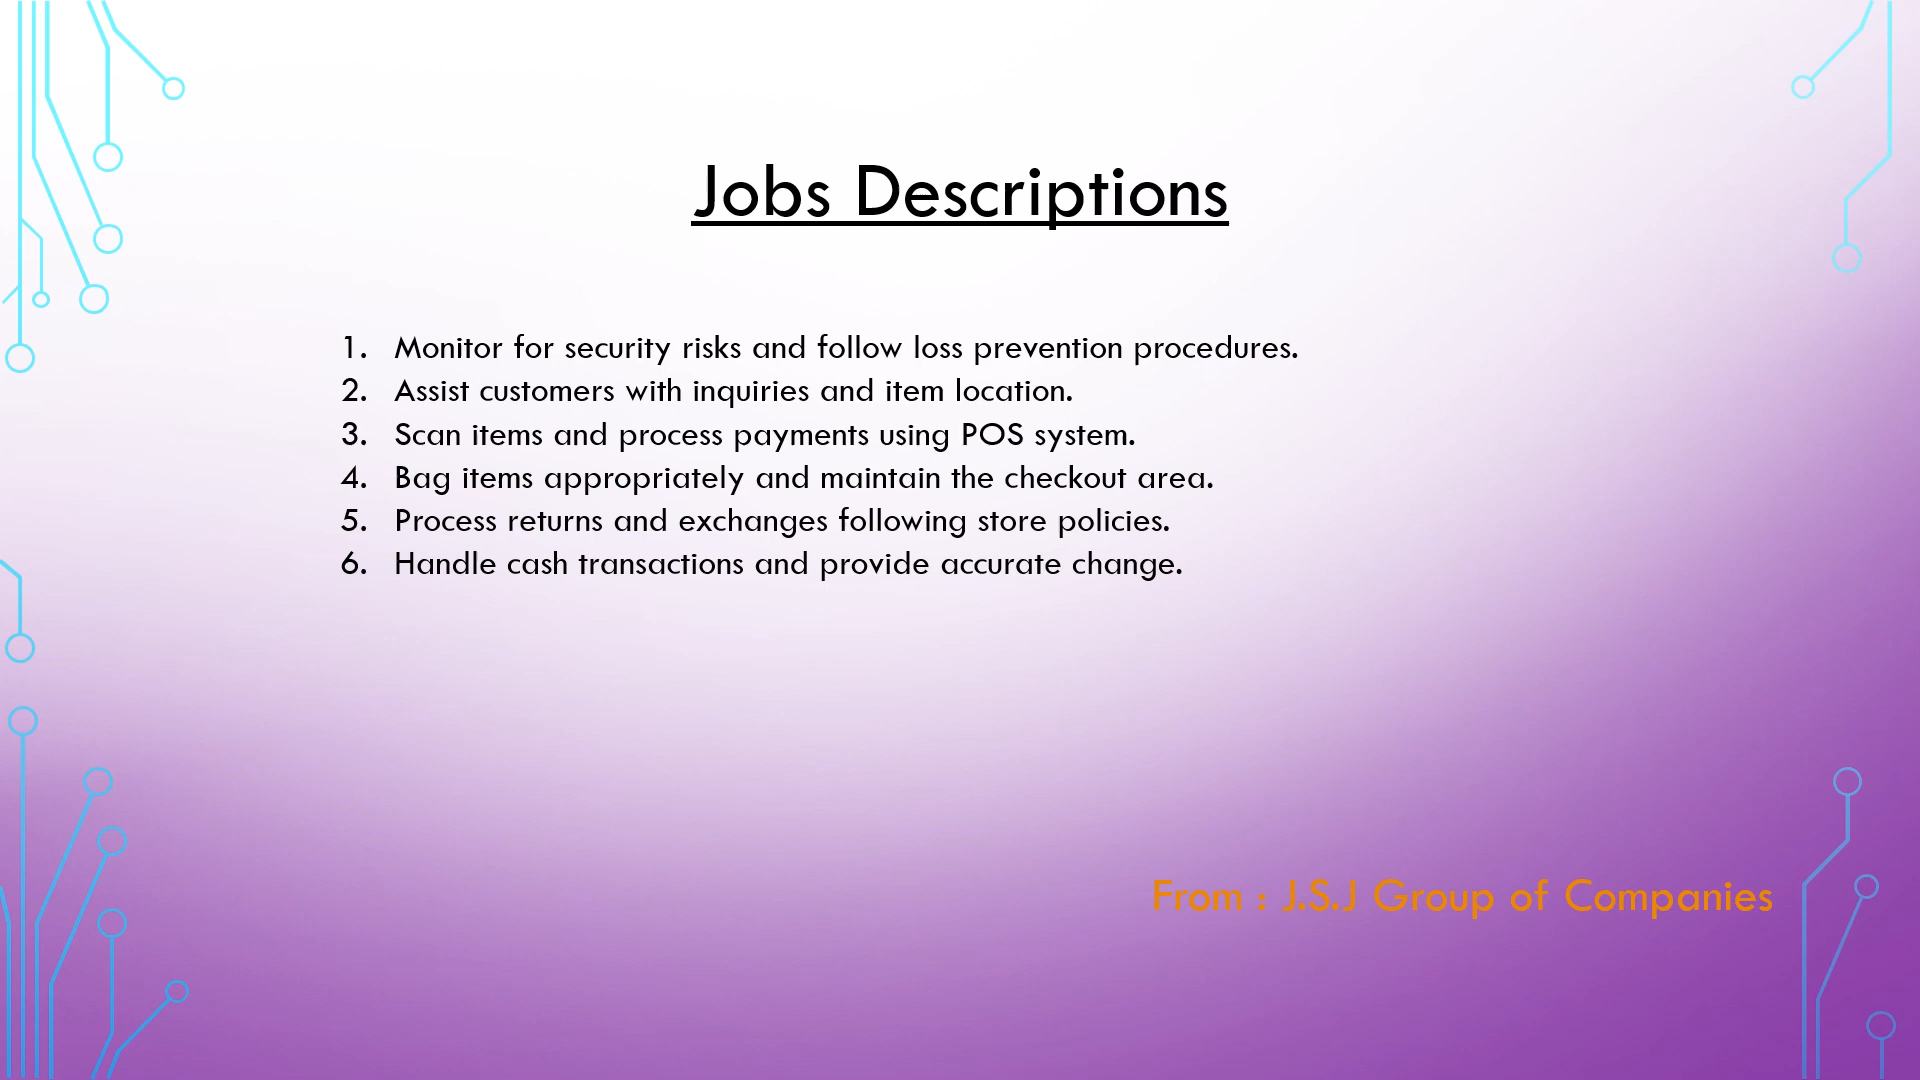 Jobs Descriptions
1. Monitor for security risks and follow loss prevention procedures.
2. Assist customers with inquiries and item location.
3. Scan items and process payments using POS system.
4. Bag items appropriately and maintain the checkout area.
5. Process returns and exchanges following store policies.
6. Handle cash transactions and provide accurate change.
From : J.S.J Group of Companies